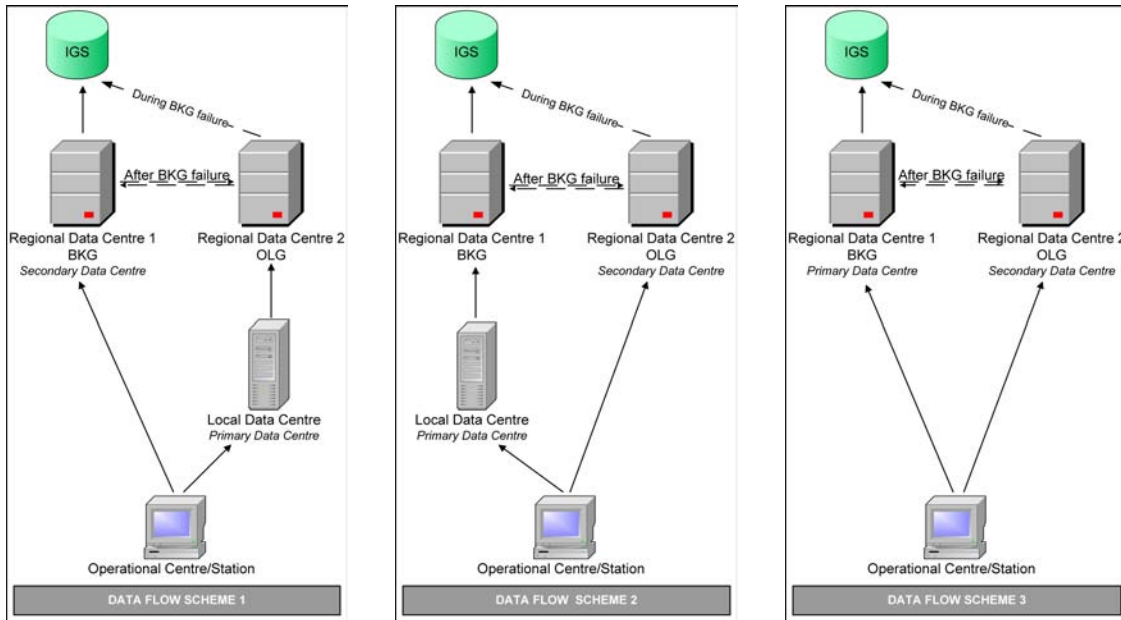 IGS
During BKG failure
After BKG failure
Regional Data Centre 1
BKG
Secondary Data Centre
Regional Data Centre 2
OLG
Local Data Centre
Primary Data Centre
Operational Centre/Station
DATA FLOW SCHEME 1
IGS
During BKG failure
After BKG failure
Regional Data Centre 1
BKG
Regional Data Centre 2
OLG
Secondary Data Centre
Local Data Centre
Primary Data Centre
Operational Centre/Station
DATA FLOW SCHEME 2
IGS
During BKG failure
After BKG failure
Regional Data Centre 1
BKG
Primary Data Centre
Regional Data Centre 2
OLG
Secondary Data Centre
Operational Centre/Station
DATA FLOW SCHEME 3